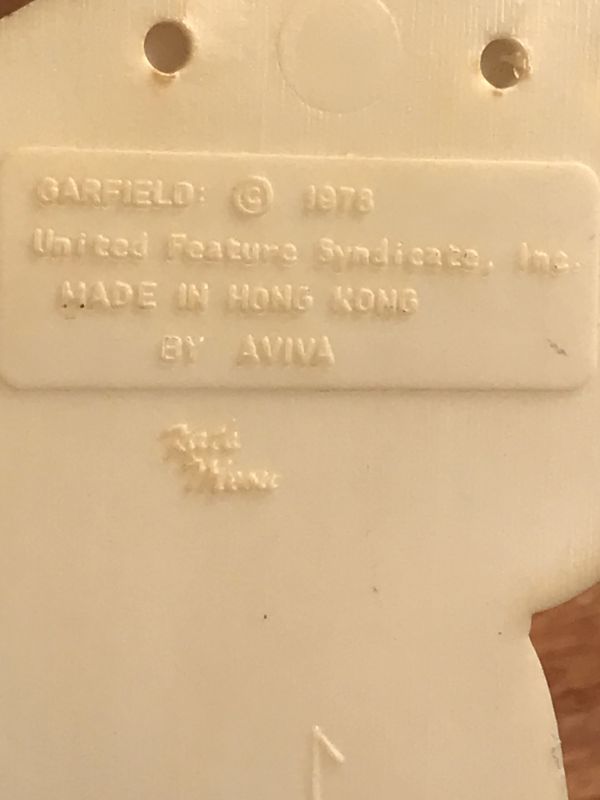 GARFIELD: © 1978
United Feature Syndicate, Inc.
MADE IN HONG KONG
BY AVIVA